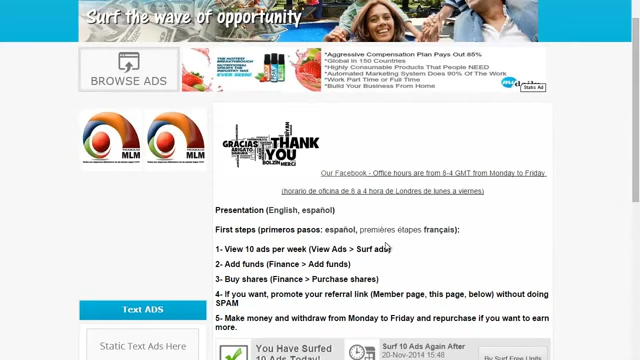 Surf the wave of opportunity
BROWSE ADS
*Aggressive Compensation Plan Pays Out 85%
*Global in 150 Countries
*Highly Consumable Products That People NEED
*Automated Marketing System Does 90% Of The Work
*Work Part Time or Full Time
*Build Your Business From Home
Static Ad
MLM
MLM
GRACIAS
ARIGATO
THANK
YOU
BOLZIN
MERCI
Our Facebook - Office hours are from 8-4 GMT from Monday to Friday
(horario de oficina de 8 a 4 hora de Londres de lunes a viernes)
Presentation (English, español)
First steps (primeros pasos: español, premières étapes français):
1- View 10 ads per week (View Ads > Surf ads)
2- Add funds (Finance > Add funds)
3- Buy shares (Finance > Purchase shares)
4- If you want, promote your referral link (Member page, this page, below) without doing
SPAM
5- Make money and withdraw from Monday to Friday and repurchase if you want to earn
more.
Text ADS
Static Text Ads Here
You Have Surfed
10 Ads Today!
Surf 10 Ads Again After
20-Nov-2014 15:48
By Surf Free Units